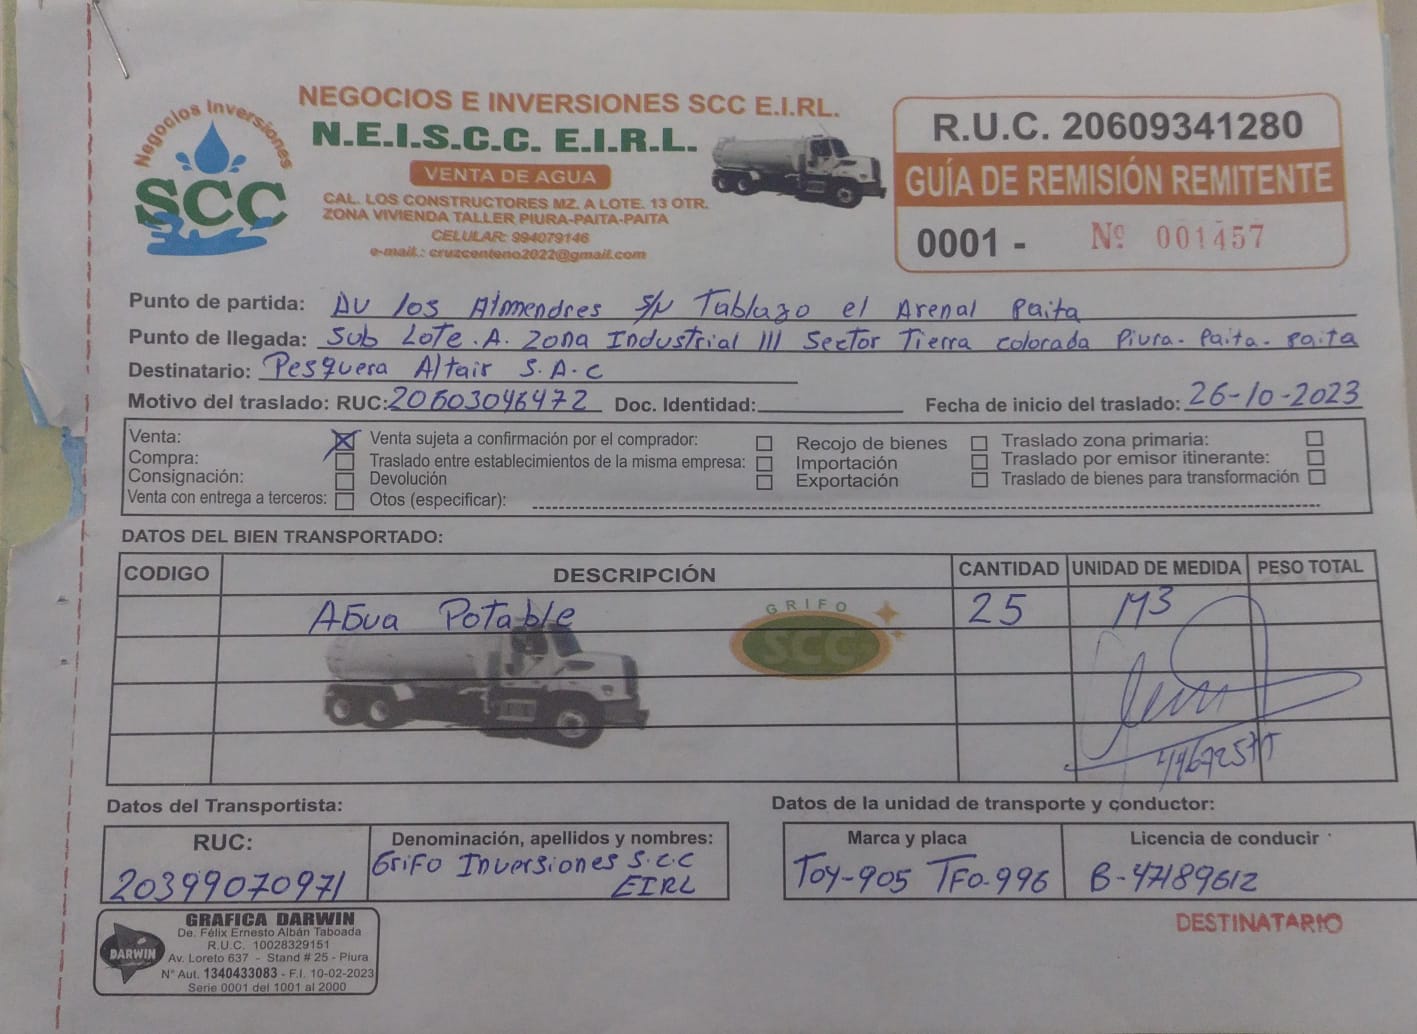 Negocios Inversiones
SCC
NEGOCIOS E INVERSIONES SCC E.I.RL.
N.E.I.S.C.C. E.I.R.L.
VENTA DE AGUA
CAL. LOS CONSTRUCTORES MZ. A LOTE. 13 OTR.
ZONA VIVIENDA TALLER PIURA-PAITA-PAITA
CELULAR: 994079146
e-mail.: cruzcenteno2022@gmail.com
R.U.C. 20609341280
GUÍA DE REMISIÓN REMITENTE
0001 - Nº 001457
Punto de partida: AV los Almendres s/N Tablazo el Arenal Paita
Punto de llegada: Sub Lote.A. Zona Industrial III Sector Tierra colorada Piura-Paita-Paita
Destinatario: Pesquera Altair S.A.C
Motivo del traslado: RUC: 20603046472 Doc. Identidad: Fecha de inicio del traslado: 26-10-2023
Venta: X Venta sujeta a confirmación por el comprador: Recojo de bienes Traslado zona primaria:
Compra: Traslado entre establecimientos de la misma empresa: Importación Traslado por emisor itinerante:
Consignación: Devolución Exportación Traslado de bienes para transformación
Venta con entrega a terceros: Otos (especificar):
DATOS DEL BIEN TRANSPORTADO:
CODIGO DESCRIPCIÓN CANTIDAD UNIDAD DE MEDIDA PESO TOTAL
Agua Potable 25 M3
GRIFO
SCC
Datos del Transportista: Datos de la unidad de transporte y conductor:
RUC: Denominación, apellidos y nombres: Marca y placa Licencia de conducir
20399070971 Grifo Inversiones S.C.C EIRL TOY-905 TFO-996 B-47189612
GRAFICA DARWIN
De. Félix Ernesto Albán Taboada
R.U.C. 10028329151
DARWIN
Av. Loreto 637 - Stand # 25 - Piura
N° Aut. 1340433083 - F.I. 10-02-2023
Serie 0001 del 1001 al 2000
DESTINATARIO